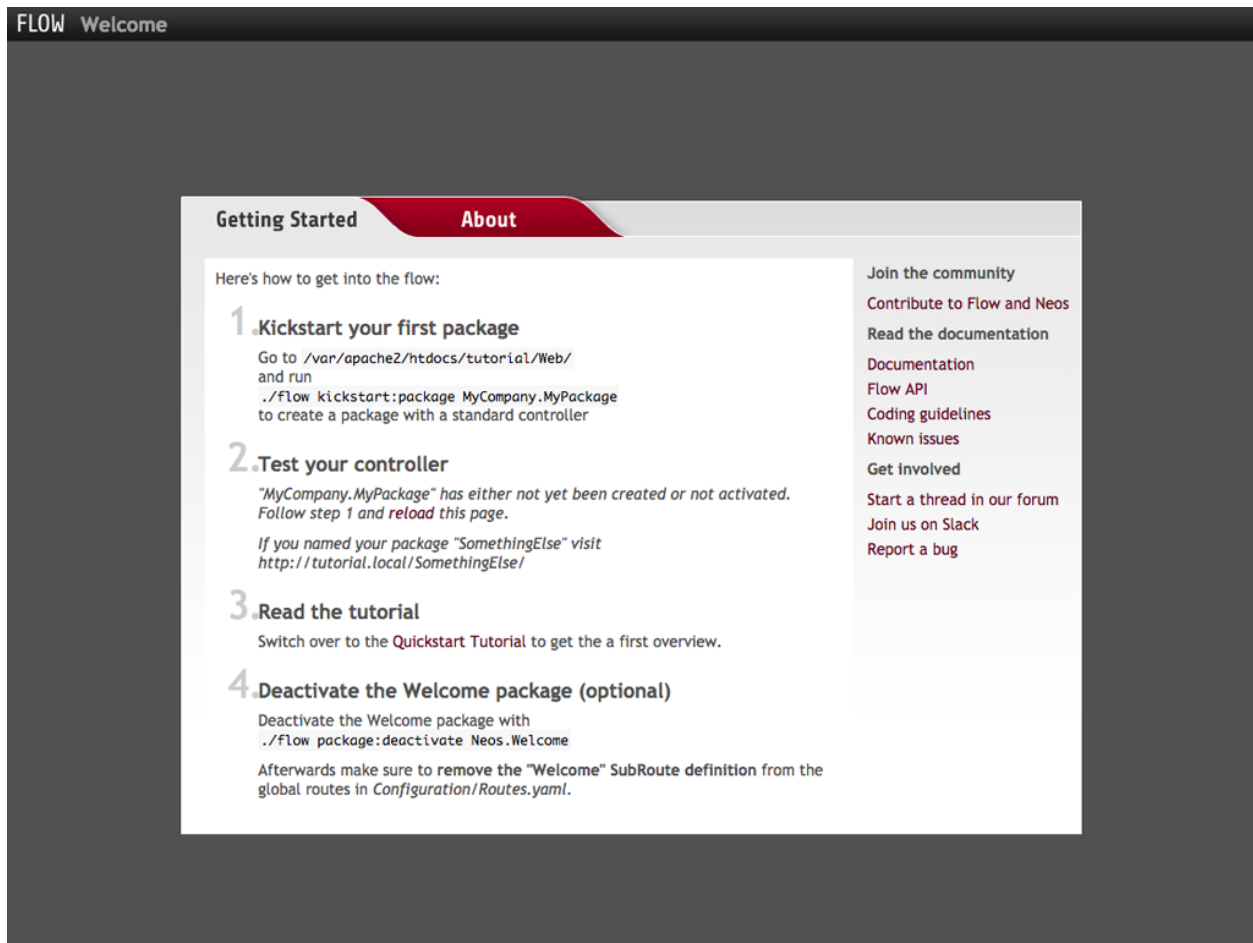 FLOW Welcome
Getting Started
About
Here's how to get into the flow:
1. Kickstart your first package
Go to /var/apache2/htdocs/tutorial/Web/
and run
./flow kickstart:package MyCompany.MyPackage
to create a package with a standard controller
2. Test your controller
"MyCompany.MyPackage" has either not yet been created or not activated.
Follow step 1 and reload this page.
If you named your package "SomethingElse" visit
http://tutorial.local/SomethingElse/
3. Read the tutorial
Switch over to the Quickstart Tutorial to get the a first overview.
4. Deactivate the Welcome package (optional)
Deactivate the Welcome package with
./flow package:deactivate Neos.Welcome
Afterwards make sure to remove the "Welcome" SubRoute definition from the
global routes in Configuration/Routes.yaml.
Join the community
Contribute to Flow and Neos
Read the documentation
Documentation
Flow API
Coding guidelines
Known issues
Get involved
Start a thread in our forum
Join us on Slack
Report a bug